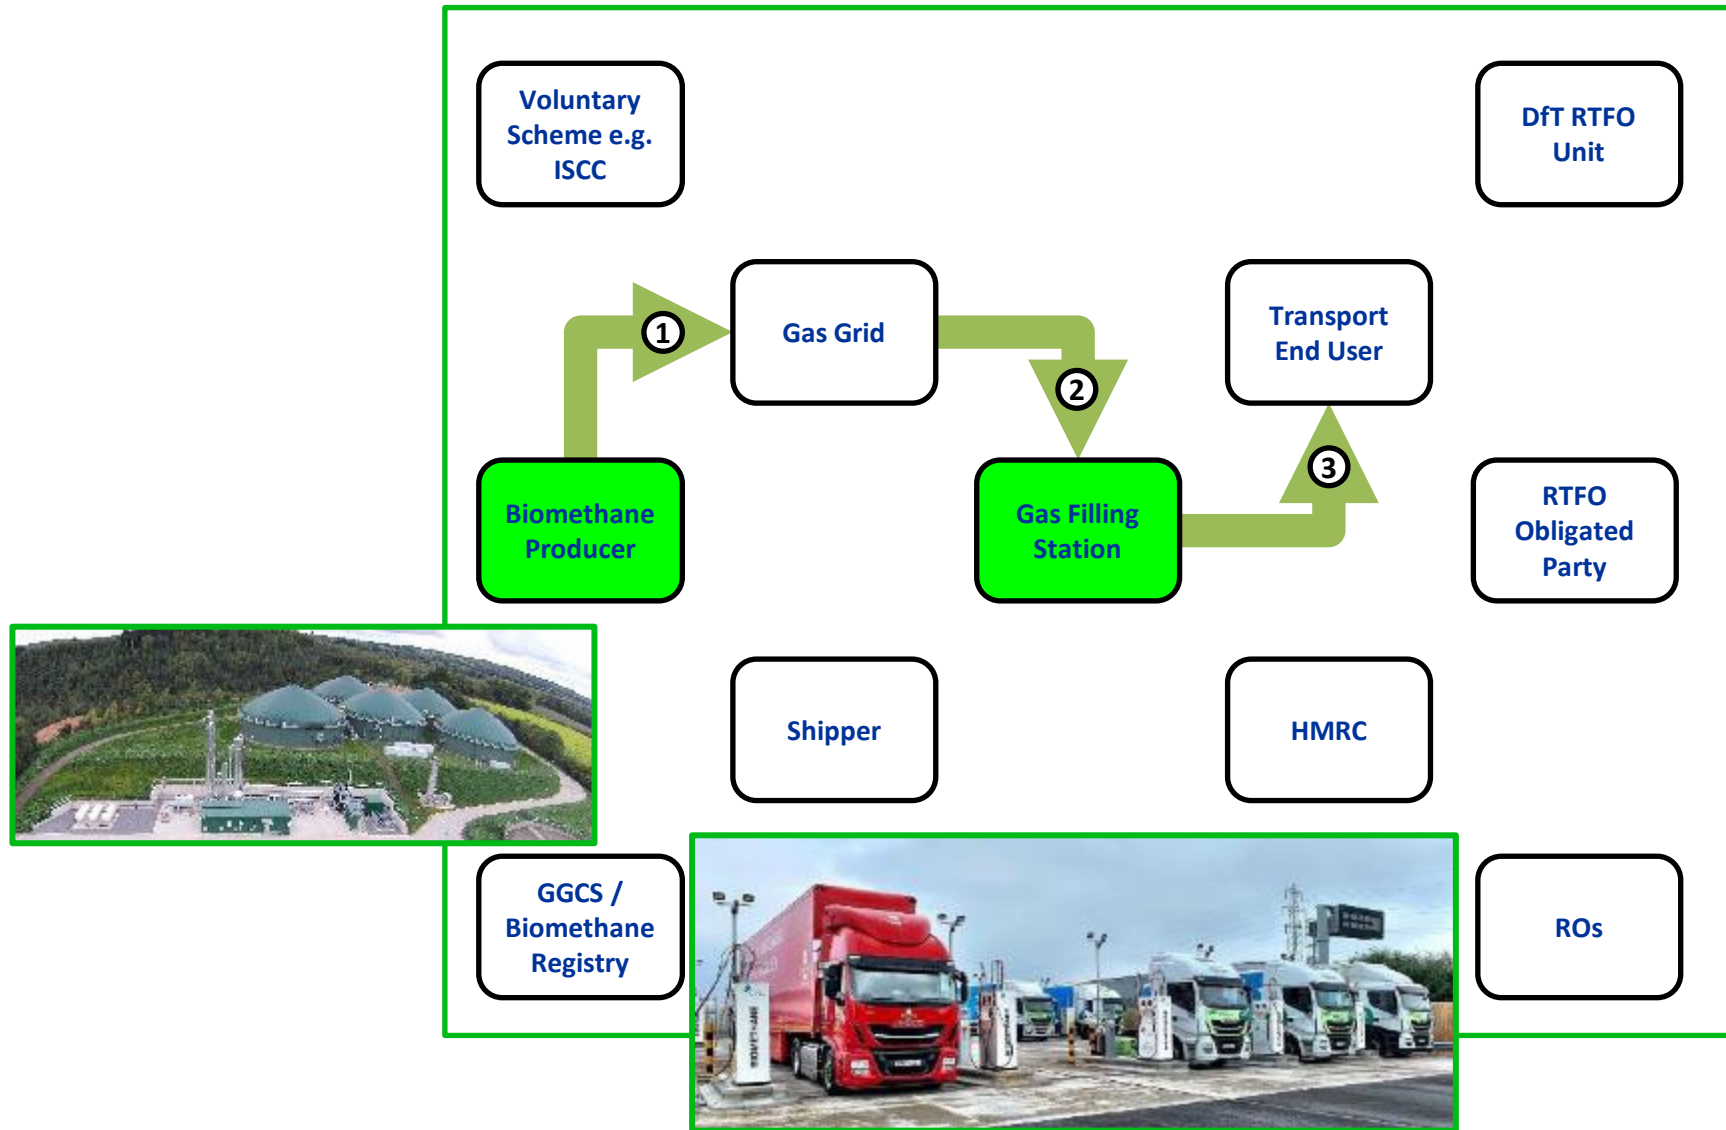 Voluntary
Scheme e.g.
ISCC
DfT RTFO
Unit
Gas Grid
Transport
End User
1
2
3
Biomethane
Producer
Gas Filling
Station
RTFO
Obligated
Party
Shipper
HMRC
GGCS /
Biomethane
Registry
ROs
BIOMETHANE